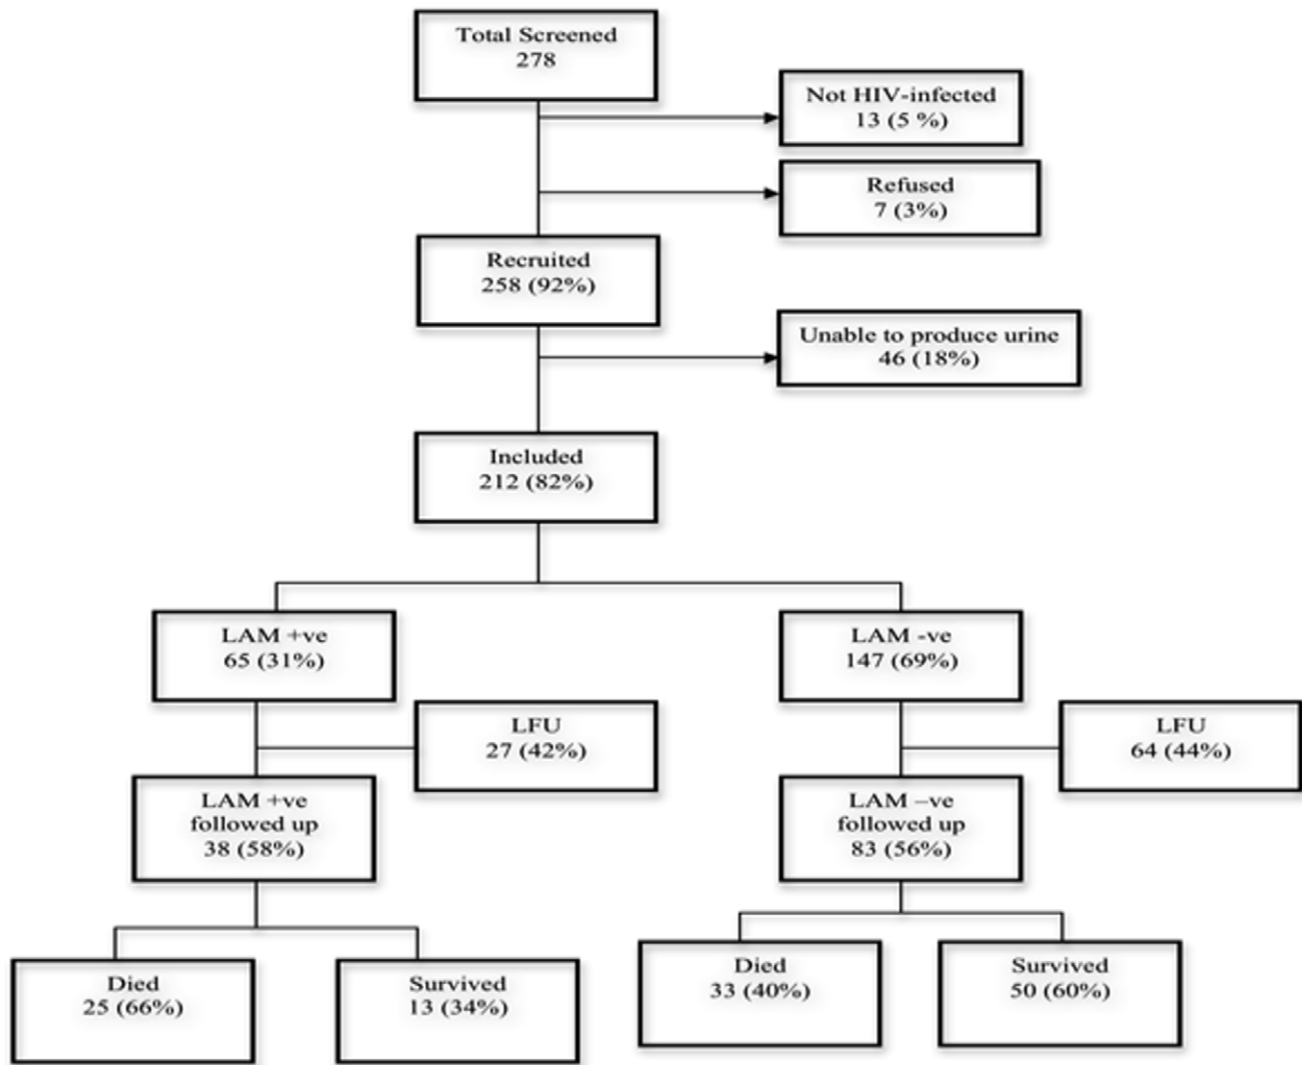 Total Screened
278
Not HIV-infected
13 (5 %)
Refused
7 (3%)
Recruited
258 (92%)
Unable to produce urine
46 (18%)
Included
212 (82%)
LAM +ve
65 (31%)
LAM -ve
147 (69%)
LFU
27 (42%)
LFU
64 (44%)
LAM +ve
followed up
38 (58%)
LAM –ve
followed up
83 (56%)
Died
25 (66%)
Survived
13 (34%)
Died
33 (40%)
Survived
50 (60%)